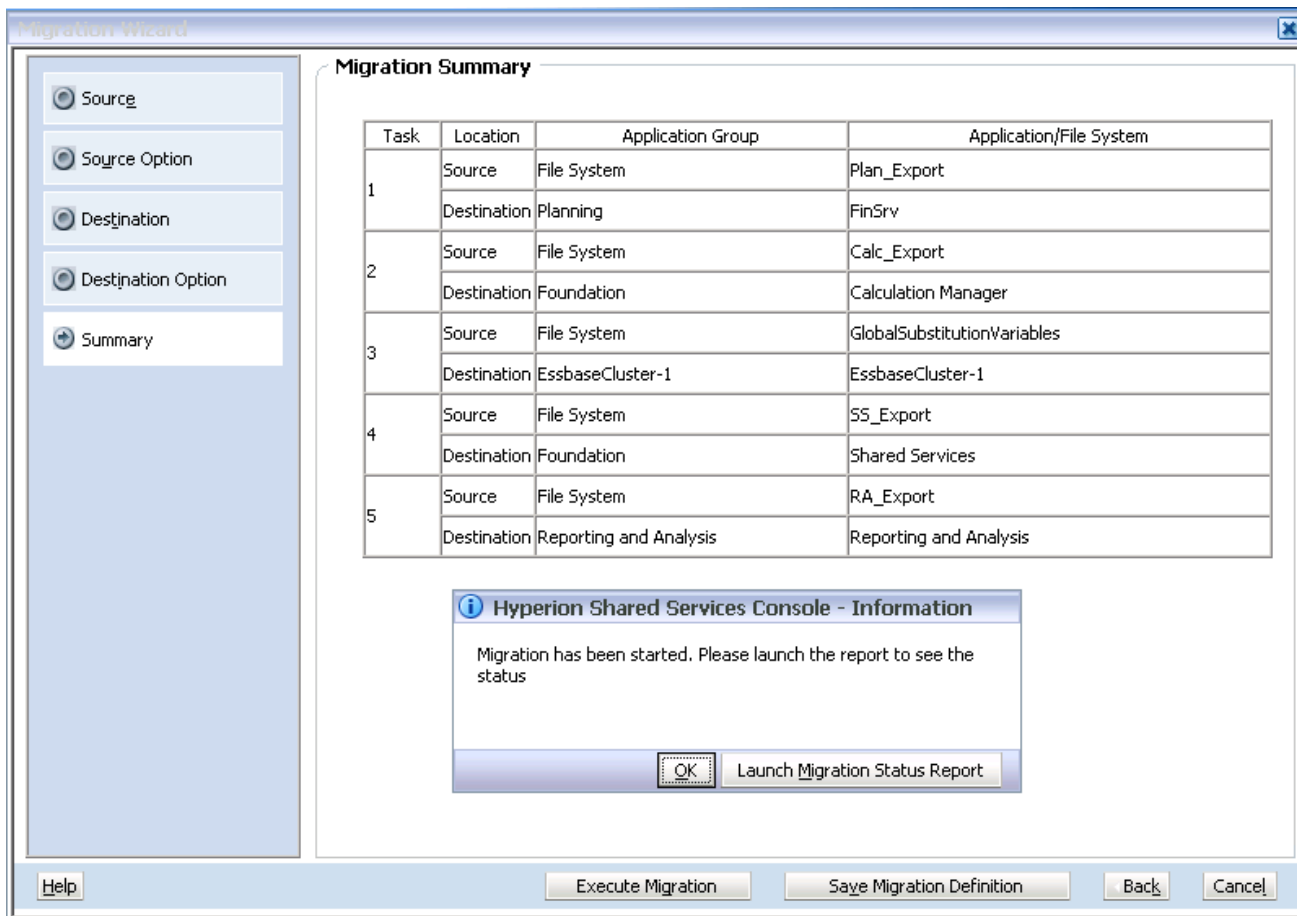 Migration Wizard
Source
Source Option
Destination
Destination Option
Summary
Migration Summary
Task Location Application Group Application/File System
1 Source File System Plan_Export
Destination Planning FinSrv
2 Source File System Calc_Export
Destination Foundation Calculation Manager
3 Source File System GlobalSubstitutionVariables
Destination EssbaseCluster-1 EssbaseCluster-1
4 Source File System SS_Export
Destination Foundation Shared Services
5 Source File System RA_Export
Destination Reporting and Analysis Reporting and Analysis
Hyperion Shared Services Console - Information
Migration has been started. Please launch the report to see the
status
OK Launch Migration Status Report
Help Execute Migration Save Migration Definition Back Cancel